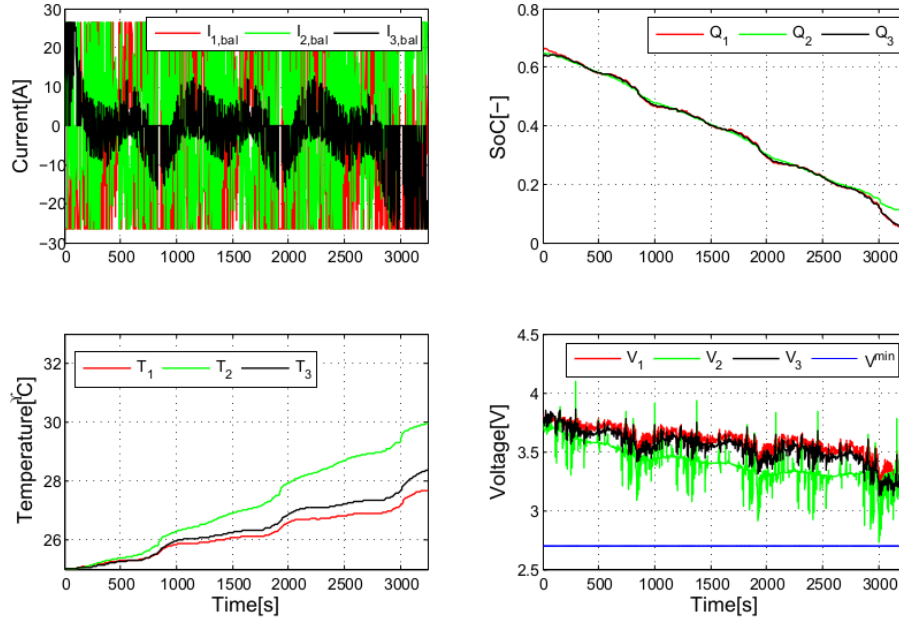 30
20
10
0
−10
−20
−30
Current[A]
I1,bal I2,bal I3,bal
0 500 1000 1500 2000 2500 3000
0.8
0.6
0.4
0.2
0
SoC[−]
Q1 Q2 Q3
0 500 1000 1500 2000 2500 3000
32
30
28
26
Temperature[°C]
T1 T2 T3
0 500 1000 1500 2000 2500 3000
Time[s]
4.5
4
3.5
3
2.5
Voltage[V]
V1 V2 V3 Vmin
0 500 1000 1500 2000 2500 3000
Time[s]